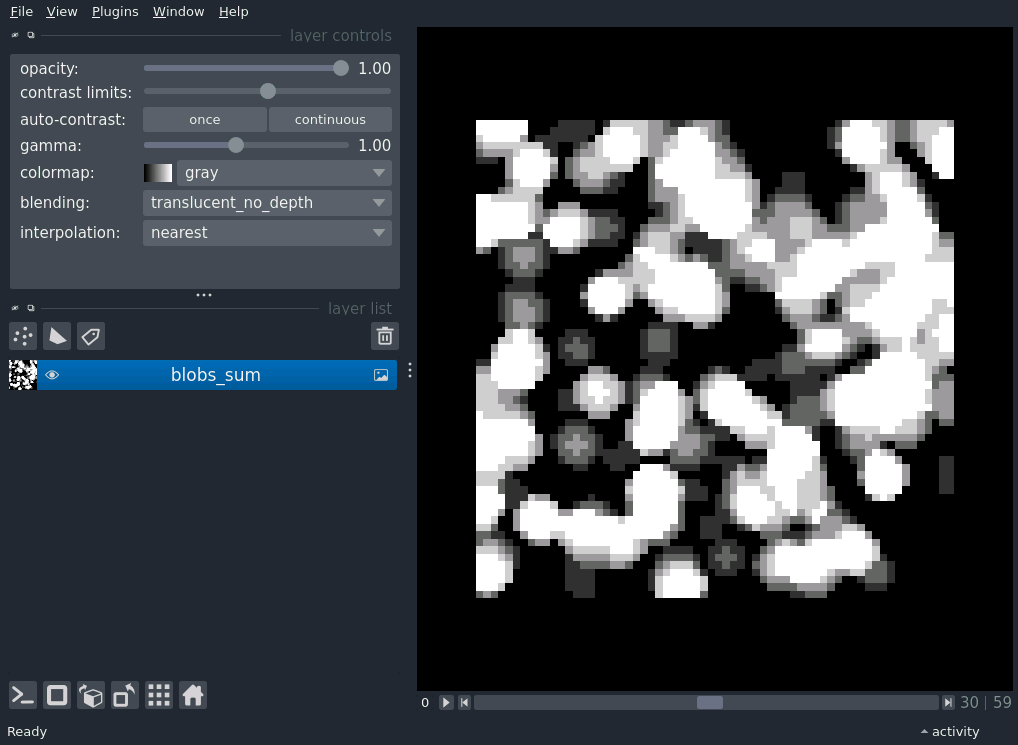 File View Plugins Window Help
layer controls
opacity: 1.00
contrast limits:
auto-contrast: once continuous
gamma: 1.00
colormap: gray
blending: translucent_no_depth
interpolation: nearest
layer list
blobs_sum
0 30 | 59
Ready activity